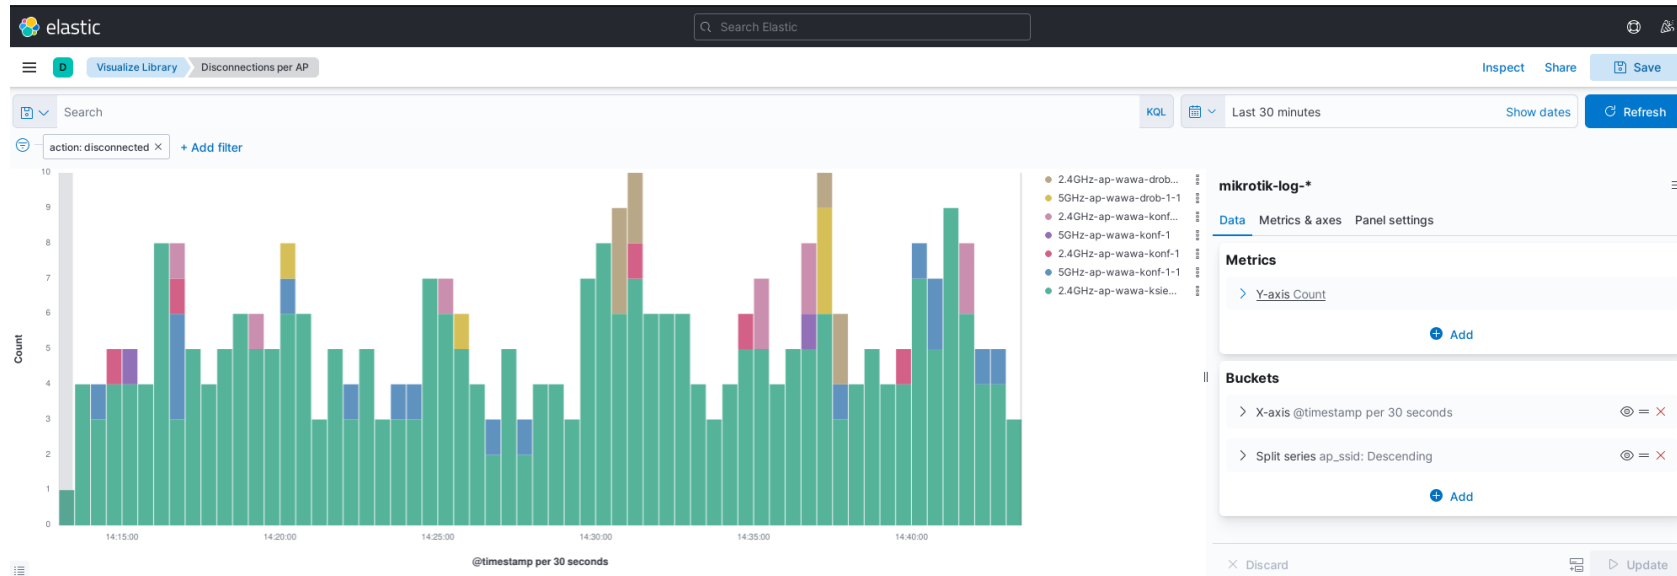 elastic
Search Elastic
D
Visualize Library
Disconnections per AP
Inspect
Share
Save
Search
KQL
Last 30 minutes
Show dates
Refresh
action: disconnected ×
+ Add filter
10
9
8
7
6
5
4
3
2
1
0
Count
14:15:00
14:20:00
14:25:00
14:30:00
14:35:00
14:40:00
@timestamp per 30 seconds
2.4GHz-ap-wawa-drob...
5GHz-ap-wawa-drob-1-1
2.4GHz-ap-wawa-konf...
5GHz-ap-wawa-konf-1
2.4GHz-ap-wawa-konf-1
5GHz-ap-wawa-konf-1-1
2.4GHz-ap-wawa-ksie...
mikrotik-log-*
Data
Metrics & axes
Panel settings
Metrics
Y-axis Count
Add
Buckets
X-axis @timestamp per 30 seconds
Split series ap_ssid: Descending
Add
Discard
Update